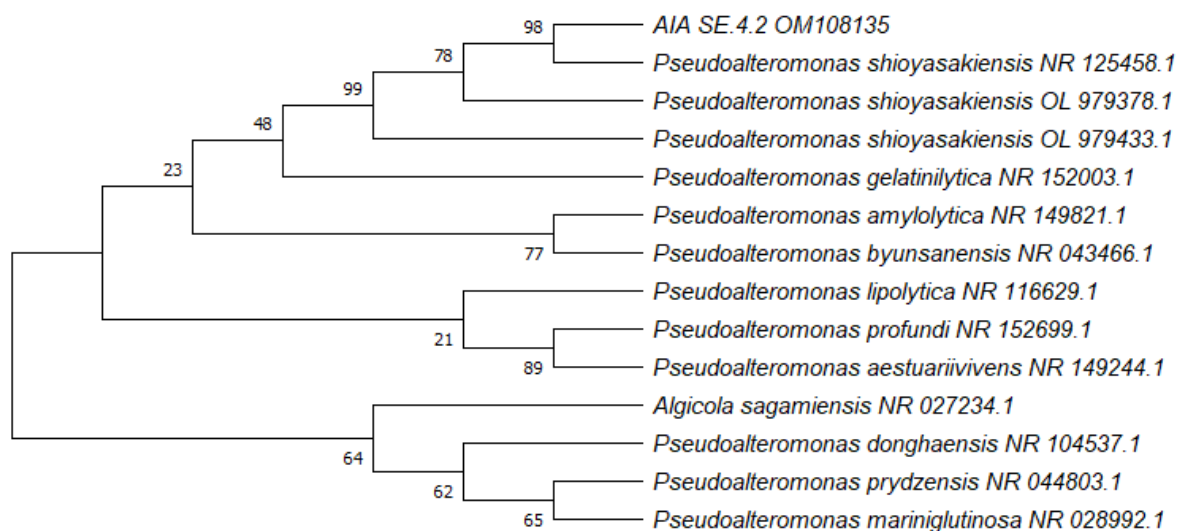 98
AIA SE.4.2 OM108135
78
Pseudoalteromonas shioyasakiensis NR 125458.1
99
Pseudoalteromonas shioyasakiensis OL 979378.1
48
Pseudoalteromonas shioyasakiensis OL 979433.1
23
Pseudoalteromonas gelatinilytica NR 152003.1
Pseudoalteromonas amylolytica NR 149821.1
77
Pseudoalteromonas byunsanensis NR 043466.1
Pseudoalteromonas lipolytica NR 116629.1
21
Pseudoalteromonas profundi NR 152699.1
89
Pseudoalteromonas aestuariivivens NR 149244.1
Algicola sagamiensis NR 027234.1
64
Pseudoalteromonas donghaensis NR 104537.1
62
Pseudoalteromonas prydzensis NR 044803.1
65
Pseudoalteromonas mariniglutinosa NR 028992.1